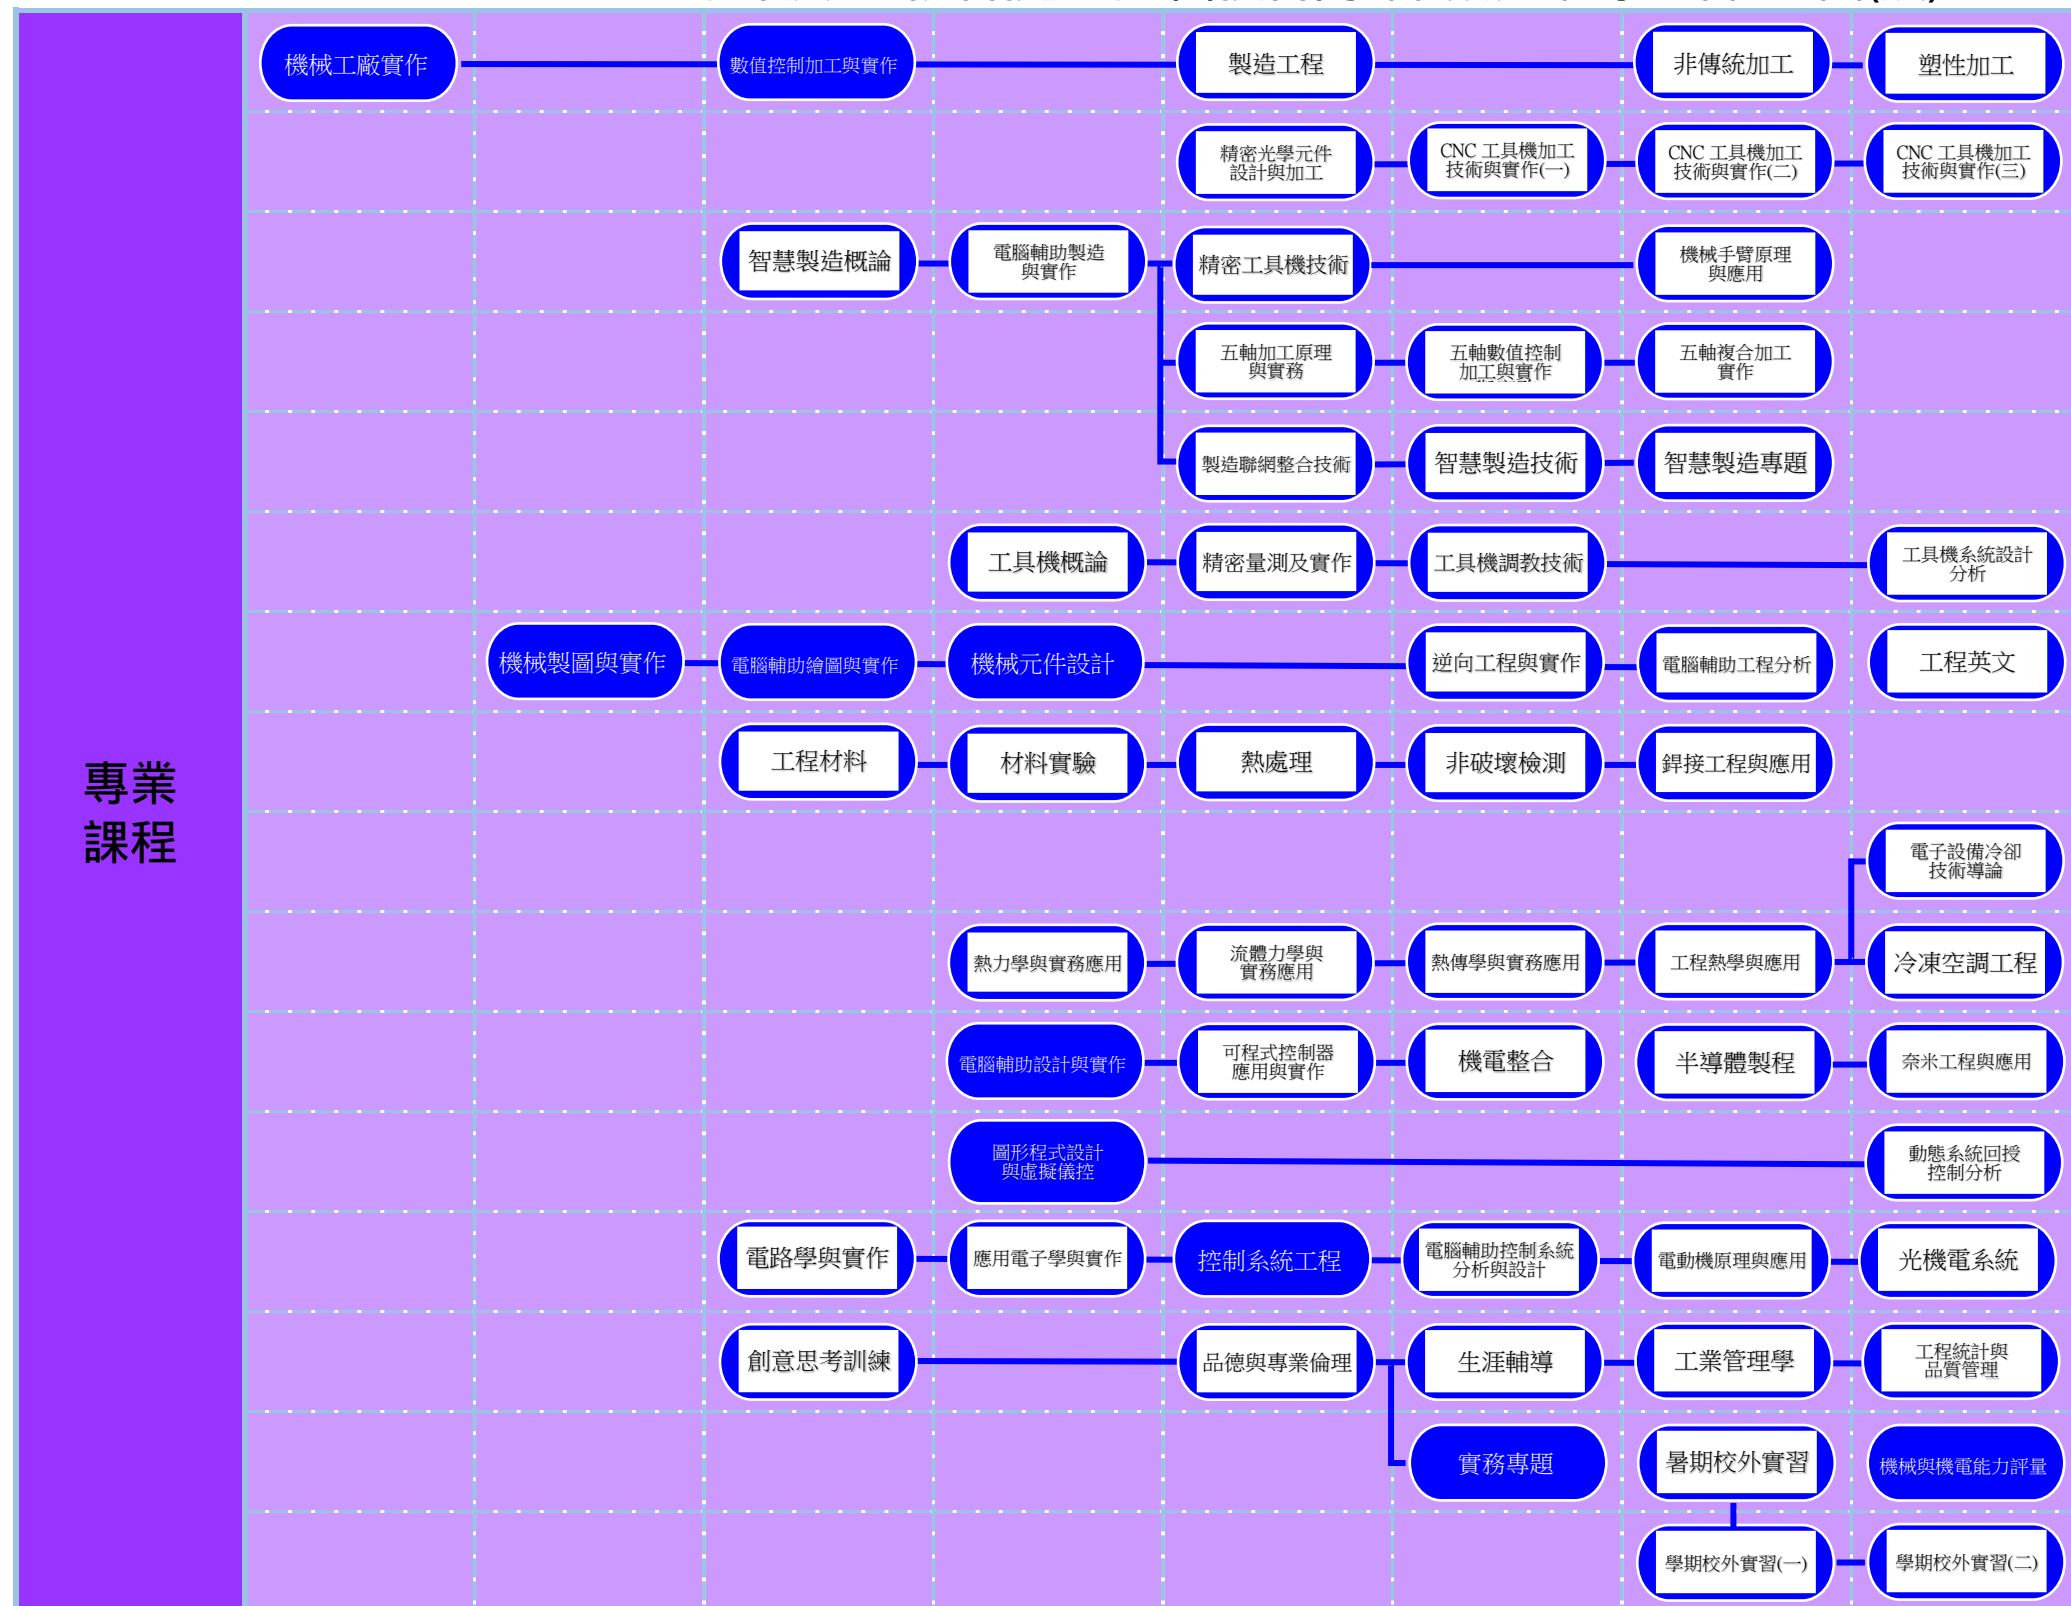 機械工廠實作
數值控制加工與實作
製造工程
非傳統加工
塑性加工
精密光學元件
設計與加工
CNC 工具機加工
技術與實作(一)
CNC 工具機加工
技術與實作(二)
CNC 工具機加工
技術與實作(三)
智慧製造概論
電腦輔助製造
與實作
精密工具機技術
機械手臂原理
與應用
五軸加工原理
與實務
五軸數值控制
加工與實作
五軸複合加工
實作
製造聯網整合技術
智慧製造技術
智慧製造專題
工具機概論
精密量測及實作
工具機調教技術
工具機系統設計
分析
機械製圖與實作
電腦輔助繪圖與實作
機械元件設計
逆向工程與實作
電腦輔助工程分析
工程英文
專業
課程
工程材料
材料實驗
熱處理
非破壞檢測
銲接工程與應用
電子設備冷卻
技術導論
熱力學與實務應用
流體力學與
實務應用
熱傳學與實務應用
工程熱學與應用
冷凍空調工程
電腦輔助設計與實作
可程式控制器
應用與實作
機電整合
半導體製程
奈米工程與應用
圖形程式設計
與虛擬儀控
動態系統回授
控制分析
電路學與實作
應用電子學與實作
控制系統工程
電腦輔助控制系統
分析與設計
電動機原理與應用
光機電系統
創意思考訓練
品德與專業倫理
生涯輔導
工業管理學
工程統計與
品質管理
實務專題
暑期校外實習
機械與機電能力評量
學期校外實習(一)
學期校外實習(二)